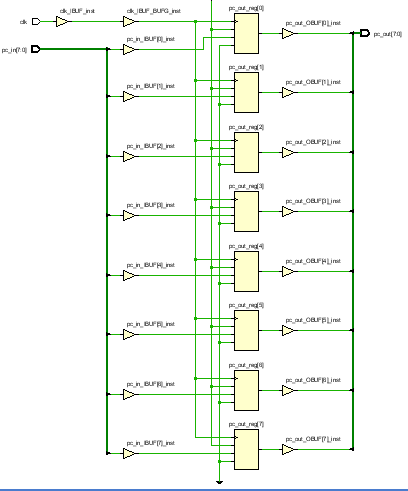 clk_IBUF_inst clk_IBUF_BUFG_inst pc_out_reg[0]
clk pc_in_IBUF[0]_inst pc_out_OBUF[0]_inst pc_out[7:0]
pc_in[7:0]
pc_out_reg[1]
pc_in_IBUF[1]_inst pc_out_OBUF[1]_inst
pc_out_reg[2]
pc_in_IBUF[2]_inst pc_out_OBUF[2]_inst
pc_out_reg[3]
pc_in_IBUF[3]_inst pc_out_OBUF[3]_inst
pc_out_reg[4]
pc_in_IBUF[4]_inst pc_out_OBUF[4]_inst
pc_out_reg[5]
pc_in_IBUF[5]_inst pc_out_OBUF[5]_inst
pc_out_reg[6]
pc_in_IBUF[6]_inst pc_out_OBUF[6]_inst
pc_out_reg[7]
pc_in_IBUF[7]_inst pc_out_OBUF[7]_inst